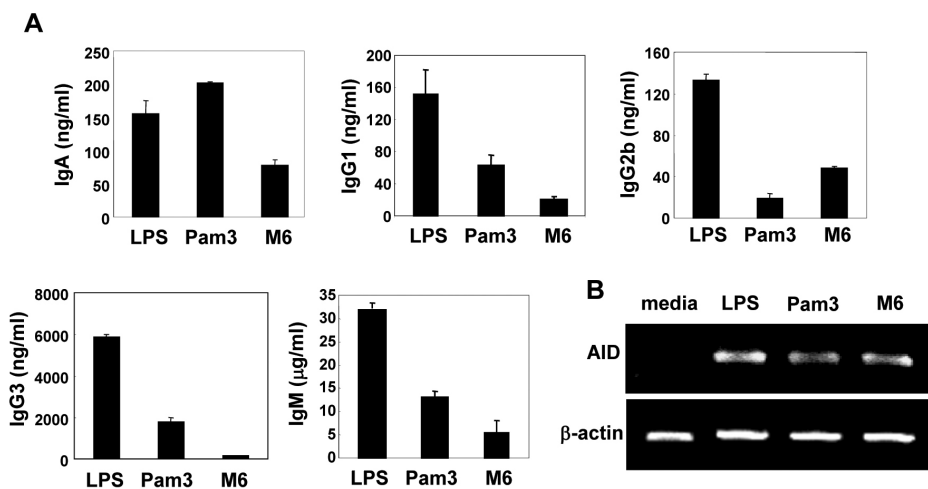 A
IgA (ng/ml)
250
200
150
100
50
0
LPS Pam3 M6
IgG1 (ng/ml)
200
160
120
80
40
0
LPS Pam3 M6
IgG2b (ng/ml)
160
120
80
40
0
LPS Pam3 M6
IgG3 (ng/ml)
8000
6000
4000
2000
0
LPS Pam3 M6
IgM (μg/ml)
35
30
25
20
15
10
5
0
LPS Pam3 M6
B
media LPS Pam3 M6
AID
β-actin